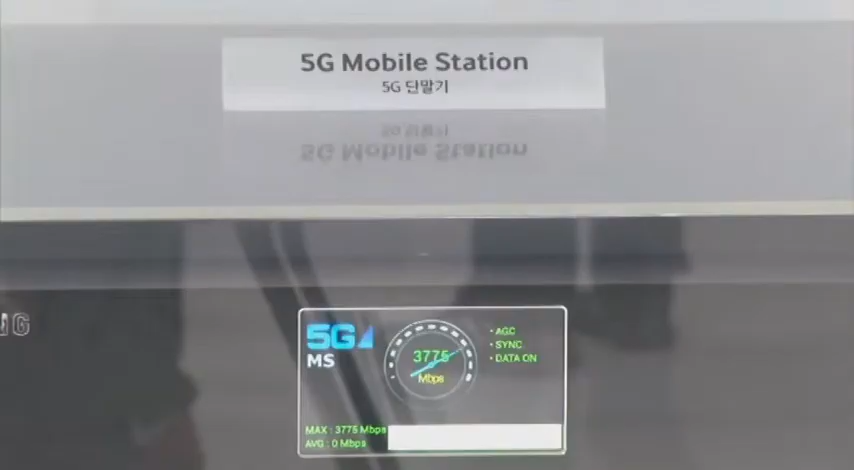 5G Mobile Station
5G 단말기
5G
MS
3775
Mbps
• AGC
• SYNC
• DATA ON
MAX : 3775 Mbps
AVG : 0 Mbps